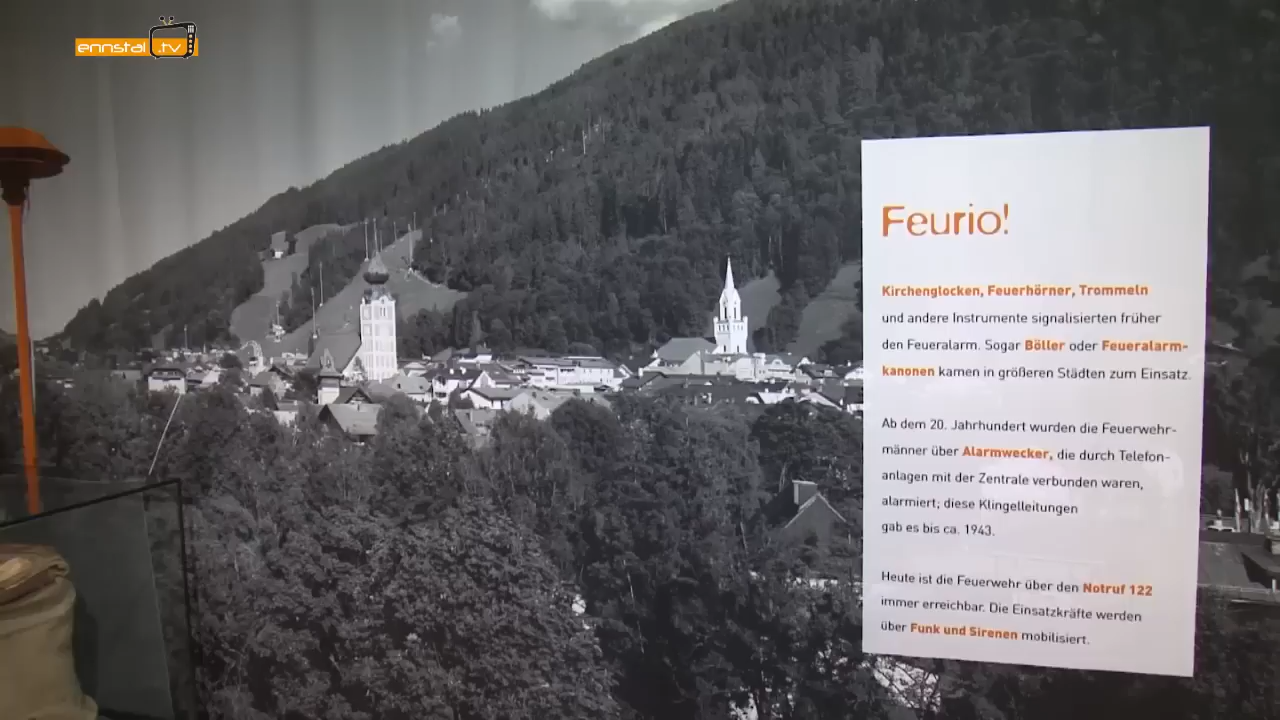 ennstal .tv
Feurio!
Kirchenglocken, Feuerhörner, Trommeln
und andere Instrumente signalisierten früher
den Feueralarm. Sogar Böller oder Feueralarm-
kanonen kamen in größeren Städten zum Einsatz.
Ab dem 20. Jahrhundert wurden die Feuerwehr-
männer über Alarmwecker, die durch Telefon-
anlagen mit der Zentrale verbunden waren,
alarmiert; diese Klingelleitungen
gab es bis ca. 1943.
Heute ist die Feuerwehr über den Notruf 122
immer erreichbar. Die Einsatzkräfte werden
über Funk und Sirenen mobilisiert.